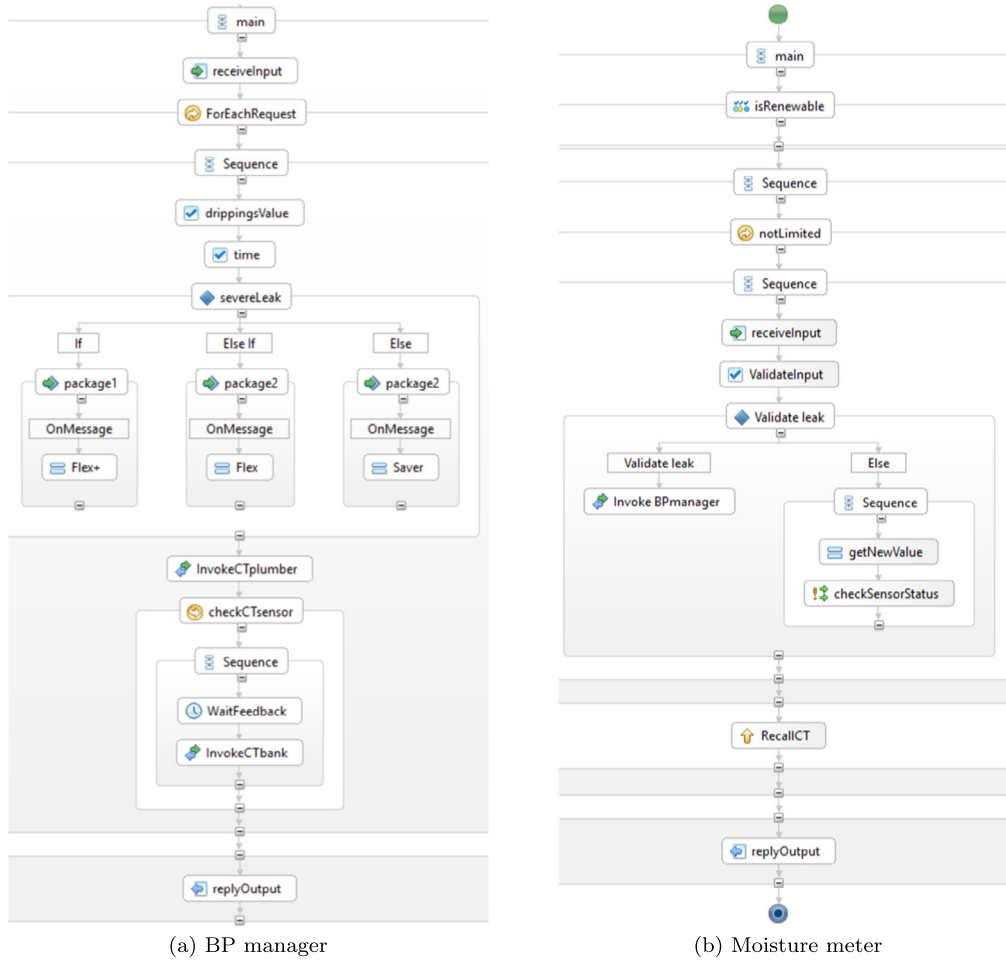 main
receiveInput
ForEachRequest
Sequence
drippingsValue
time
severeLeak
If
Else If
Else
package1
package2
package2
OnMessage
OnMessage
OnMessage
Flex+
Flex
Saver
InvokeCTplumber
checkCTsensor
Sequence
WaitFeedback
InvokeCTbank
replyOutput
(a) BP manager
main
isRenewable
Sequence
notLimited
Sequence
receiveInput
ValidateInput
Validate leak
Validate leak
Else
Invoke BPmanager
Sequence
getNewValue
checkSensorStatus
RecallCT
replyOutput
(b) Moisture meter